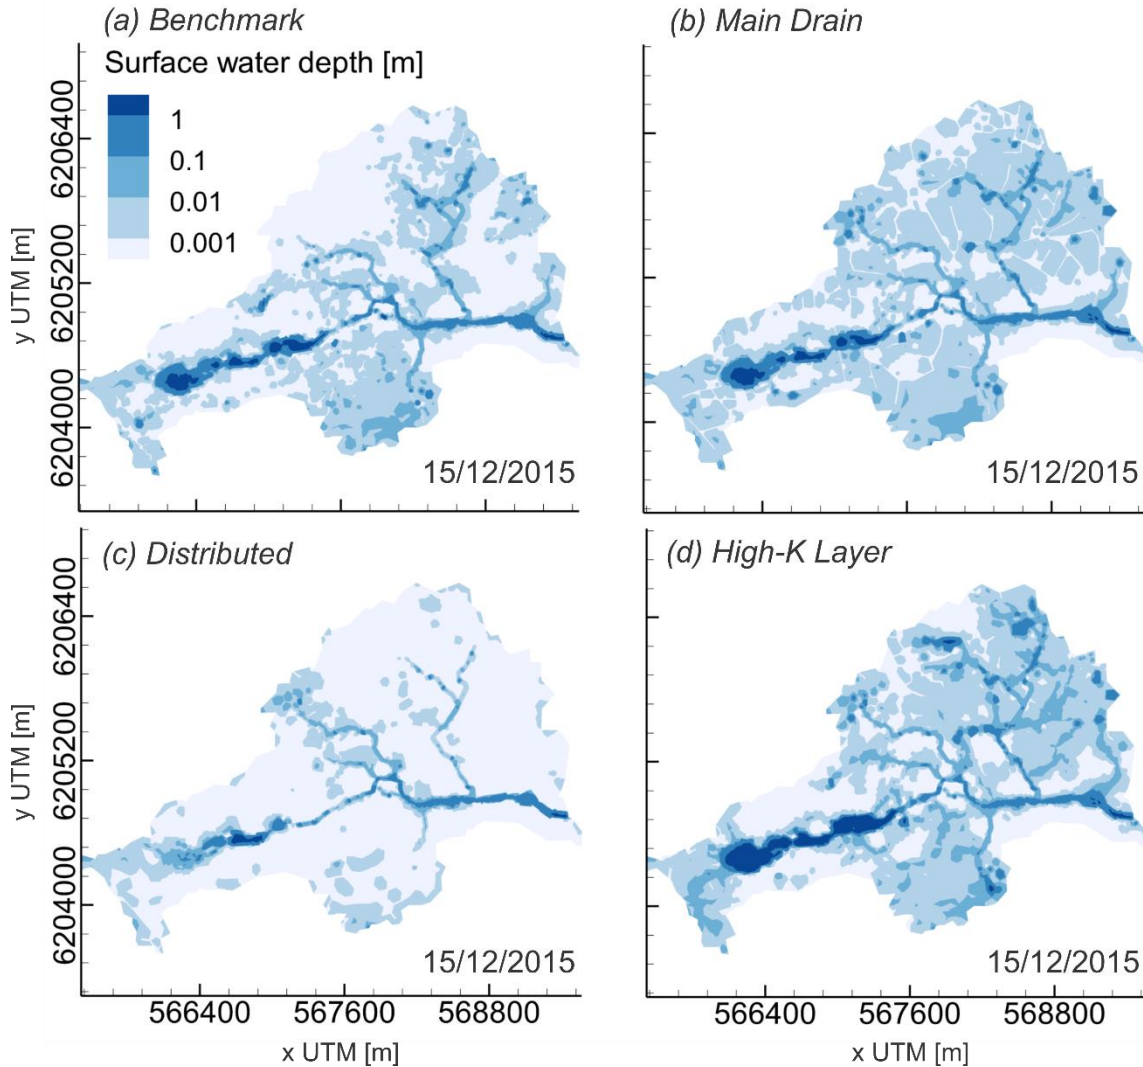 (a) Benchmark
(b) Main Drain
Surface water depth [m]
1
0.1
0.01
0.001
6206400
6205200
6204000
y UTM [m]
15/12/2015
15/12/2015
(c) Distributed
(d) High-K Layer
6206400
6205200
6204000
y UTM [m]
15/12/2015
15/12/2015
566400 567600 568800
566400 567600 568800
x UTM [m]
x UTM [m]